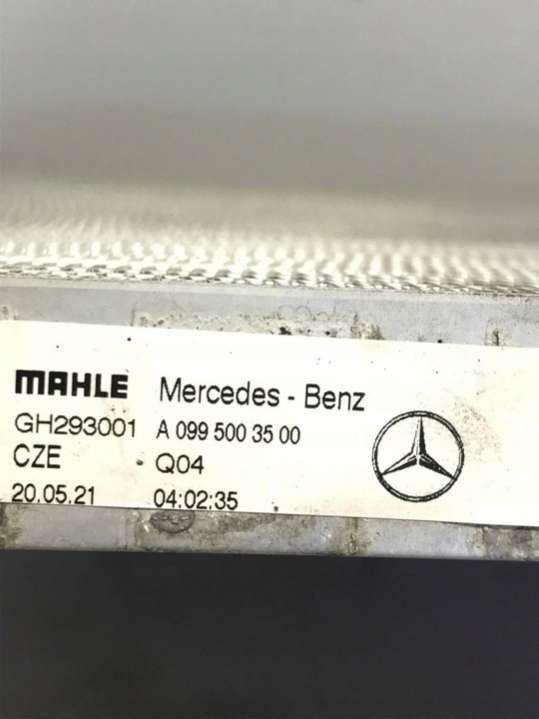 MAHLE Mercedes - Benz
GH293001 A 099 500 35 00
CZE Q04
20.05.21 04:02:35